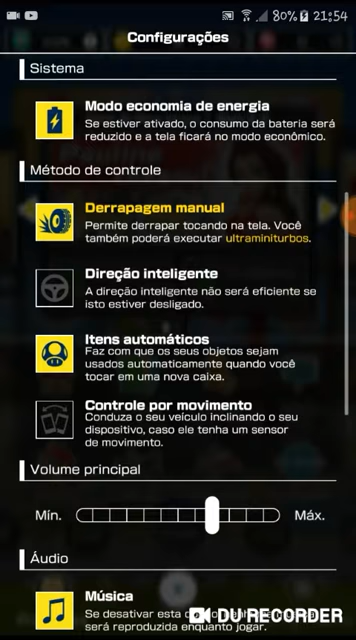 80% 21:54
Configurações
Sistema
Modo economia de energia
Se estiver ativado, o consumo da bateria será
reduzido e a tela ficará no modo econômico.
Método de controle
Derrapagem manual
Permite derrapar tocando na tela. Você
também poderá executar ultraminiturbos.
Direção inteligente
A direção inteligente não será eficiente se
isto estiver desligado.
Itens automáticos
Faz com que os seus objetos sejam
usados automaticamente quando você
tocar em uma nova caixa.
Controle por movimento
Conduza o seu veículo inclinando o seu
dispositivo, caso ele tenha um sensor
de movimento.
Volume principal
Mín. Máx.
Áudio
Música
Se desativar esta
será reproduzida enquanto jogar.
DU RECORDER